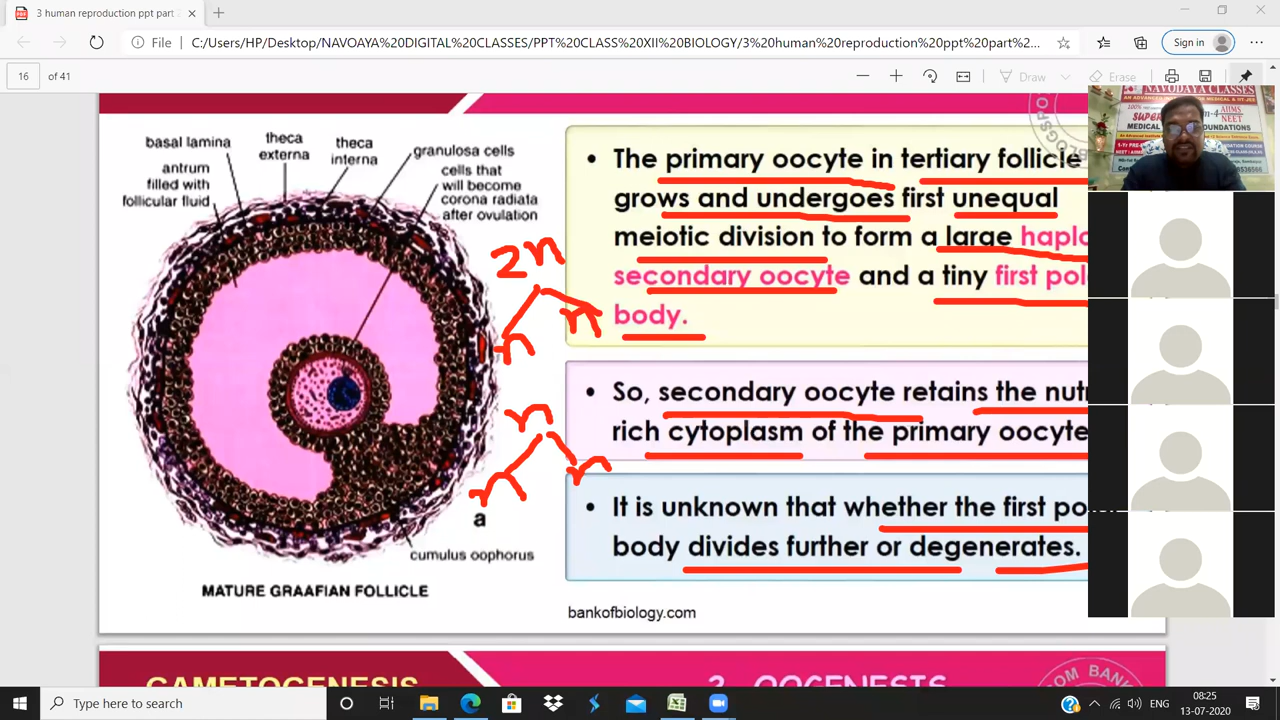 3 human reproduction ppt part
File
C:/Users/HP/Desktop/NAVOAYA%20DIGITAL%20CLASSES/PPT%20CLASS%20XII%20BIOLOGY/3%20human%20reproduction%20ppt%20part%2...
Sign in
16 of 41
Draw
Erase
NAVODAYA CLASSES
AIIMS
NEET
basal lamina
theca
externa
theca
interna
granulosa cells
antrum
filled with
follicular fluid
cells that
will become
corona radiata
after ovulation
2n
n n
n
n n
a
cumulus oophorus
MATURE GRAAFIAN FOLLICLE
• The primary oocyte in tertiary follicle
grows and undergoes first unequal
meiotic division to form a large haplo
secondary oocyte and a tiny first pol
body.
• So, secondary oocyte retains the nutr
rich cytoplasm of the primary oocyte
• It is unknown that whether the first po
body divides further or degenerates.
bankofbiology.com
GAMETOGENESIS
2. OOGENESIS
BANK
Type here to search
ENG
08:25
13-07-2020